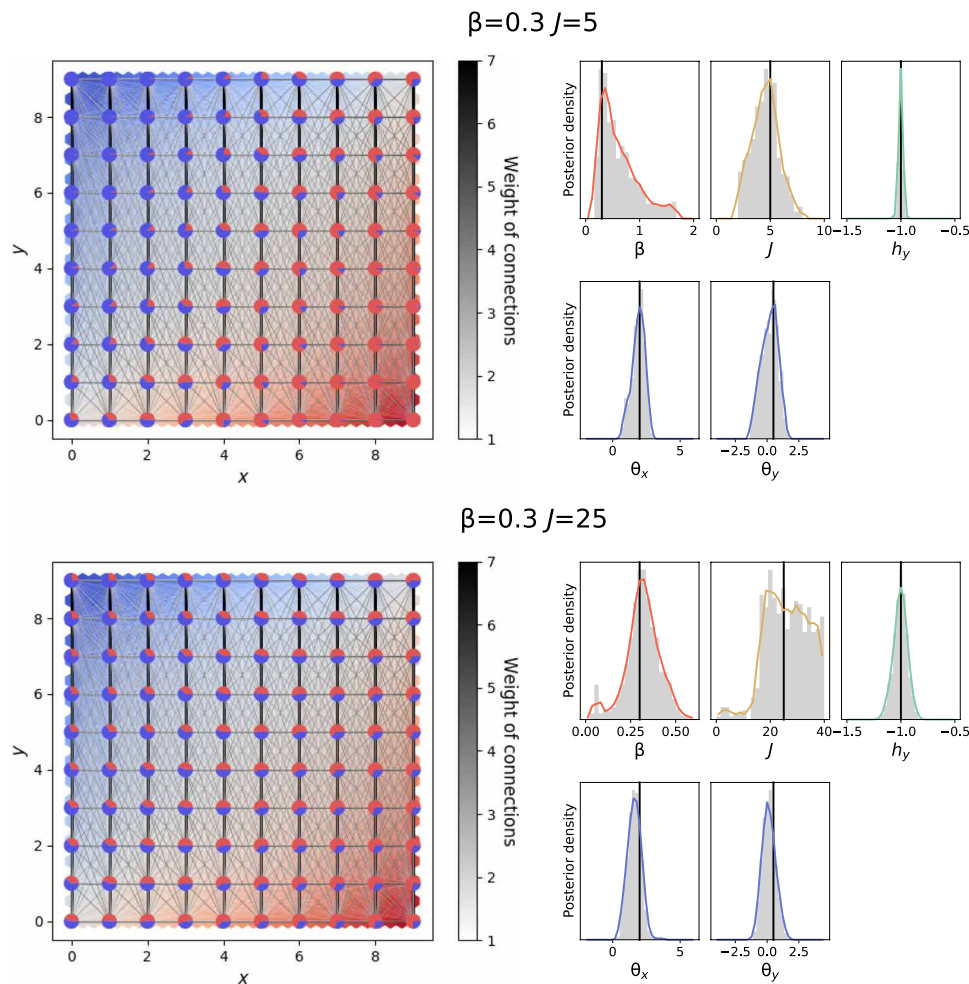 β=0.3 J=5
8
6
4
2
0
y
0 2 4 6 8
x
7
6
5
4
3
2
1
Weight of connections
Posterior density
0 1 2
β
0 5 10
J
−1.5 −1.0 −0.5
h_y
Posterior density
0 5
θ_x
−2.5 0.0 2.5
θ_y
β=0.3 J=25
8
6
4
2
0
y
0 2 4 6 8
x
7
6
5
4
3
2
1
Weight of connections
Posterior density
0.00 0.25 0.50
β
0 20 40
J
−1.5 −1.0 −0.5
h_y
Posterior density
0 5
θ_x
−2.5 0.0 2.5
θ_y